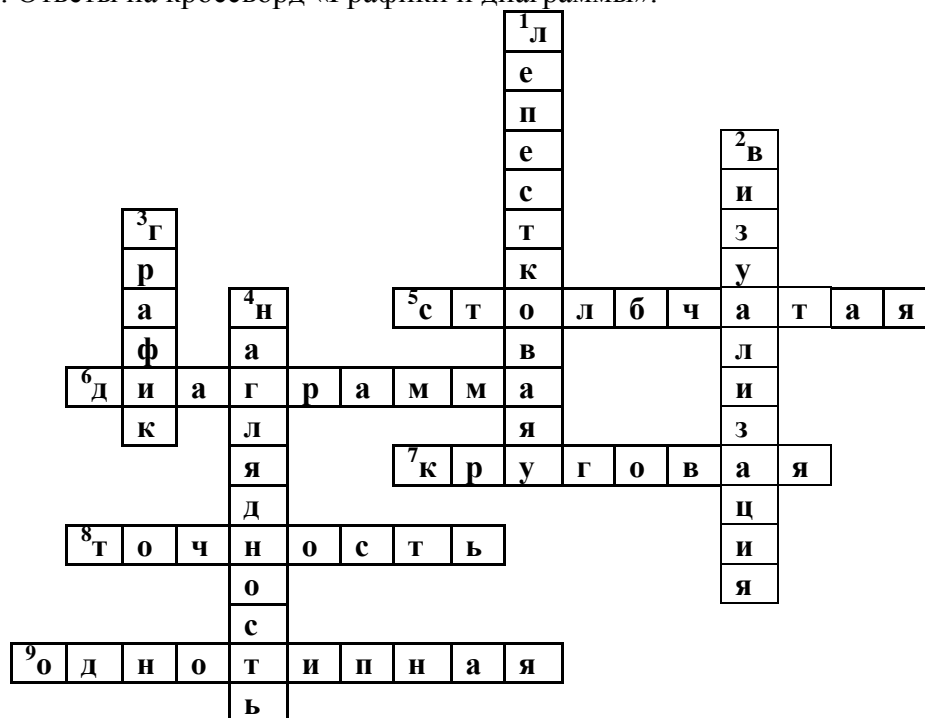 . Ответы на кроссворд «Графики и диаграммы».
1л
е
п
е 2в
с и
3г т з
р к у
а 4н 5с т о л б ч а т а я
ф а в л
6д и а г р а м м а и
к л я з
я 7к р у г о в а я
д ц
8т о ч н о с т ь и
о я
с
9о д н о т и п н а я
ь